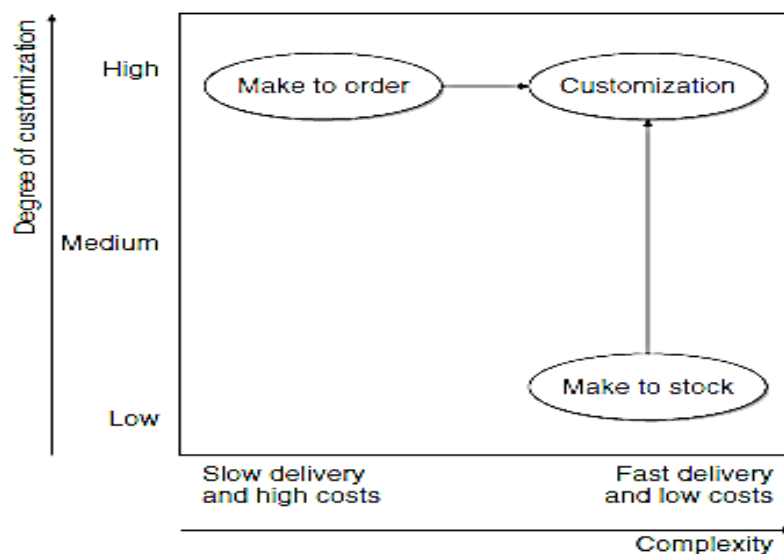 Degree of customization
High
Make to order
Customization
Medium
Make to stock
Low
Slow delivery
and high costs
Fast delivery
and low costs
Complexity